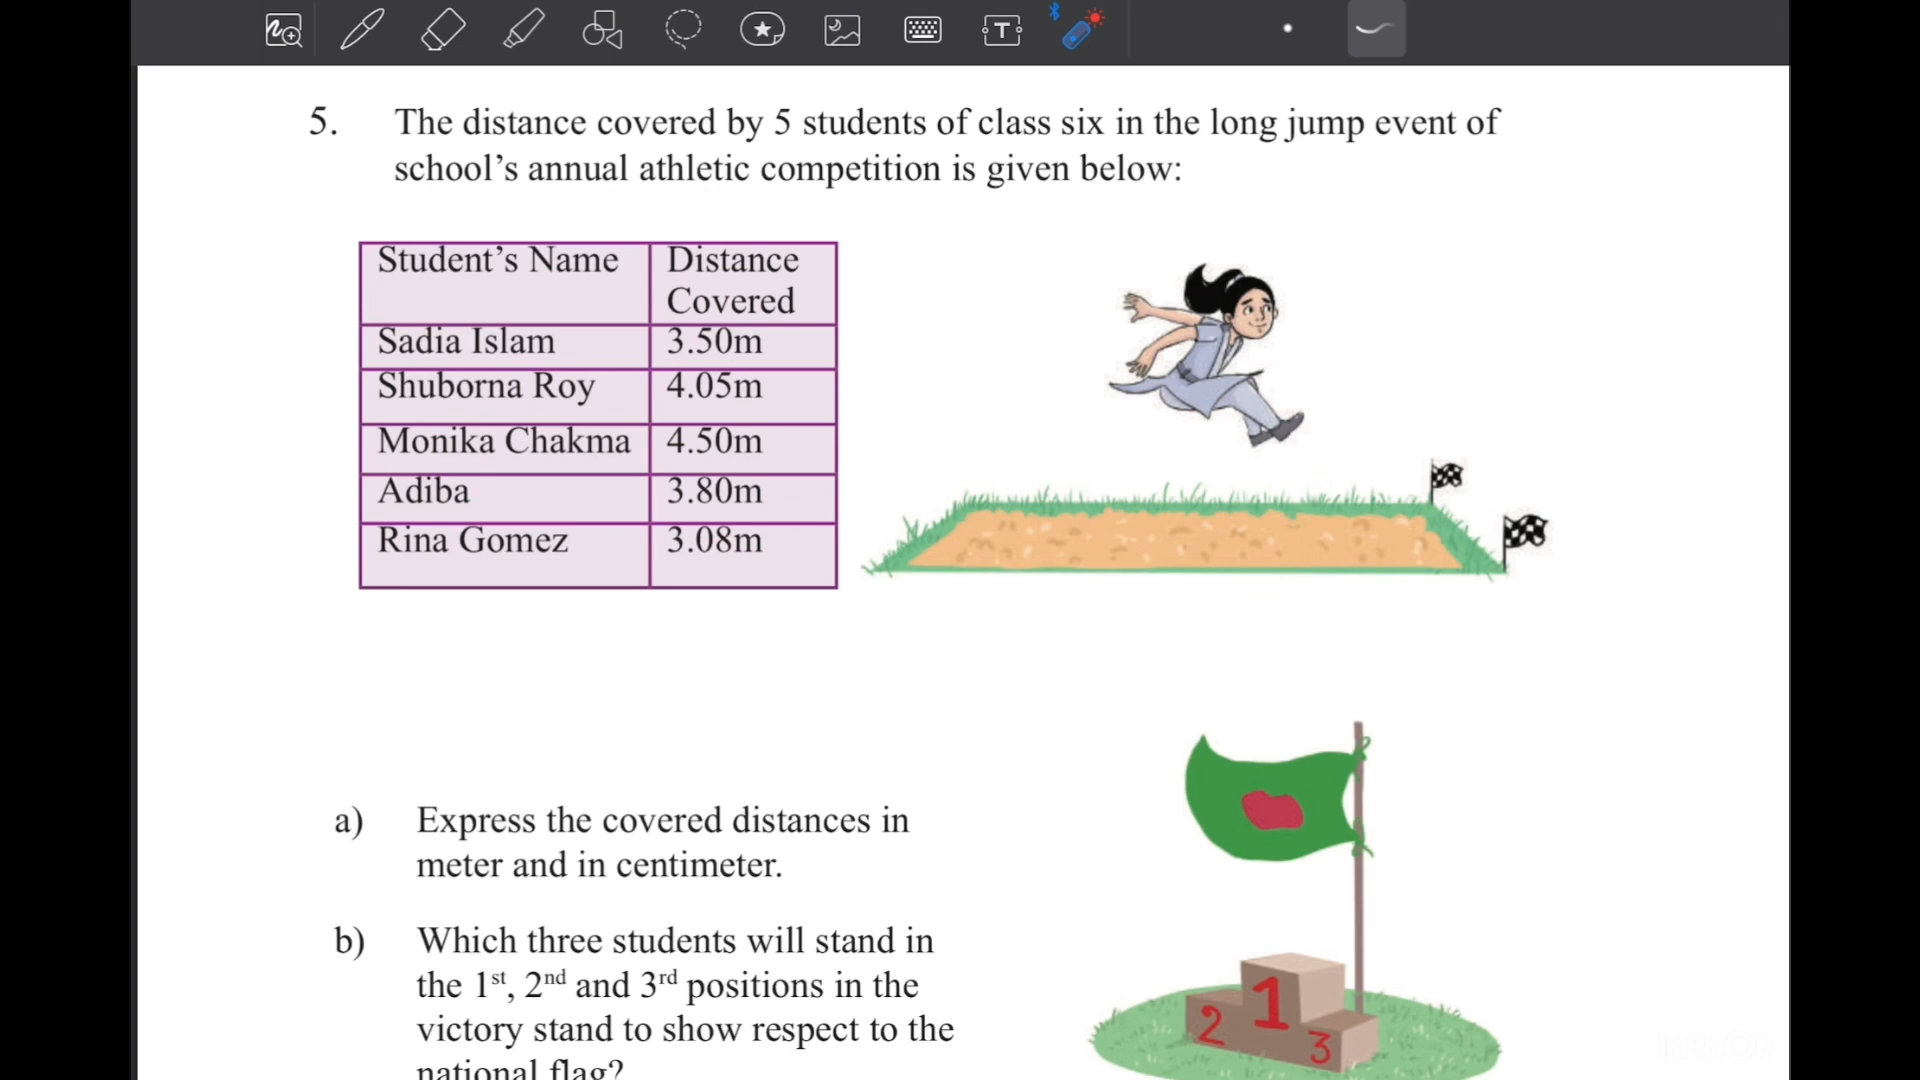 5. The distance covered by 5 students of class six in the long jump event of
school's annual athletic competition is given below:
Student's Name Distance Covered
Sadia Islam 3.50m
Shuborna Roy 4.05m
Monika Chakma 4.50m
Adiba 3.80m
Rina Gomez 3.08m
a) Express the covered distances in
meter and in centimeter.
b) Which three students will stand in
the 1st, 2nd and 3rd positions in the
victory stand to show respect to the
national flag?
1
2
3